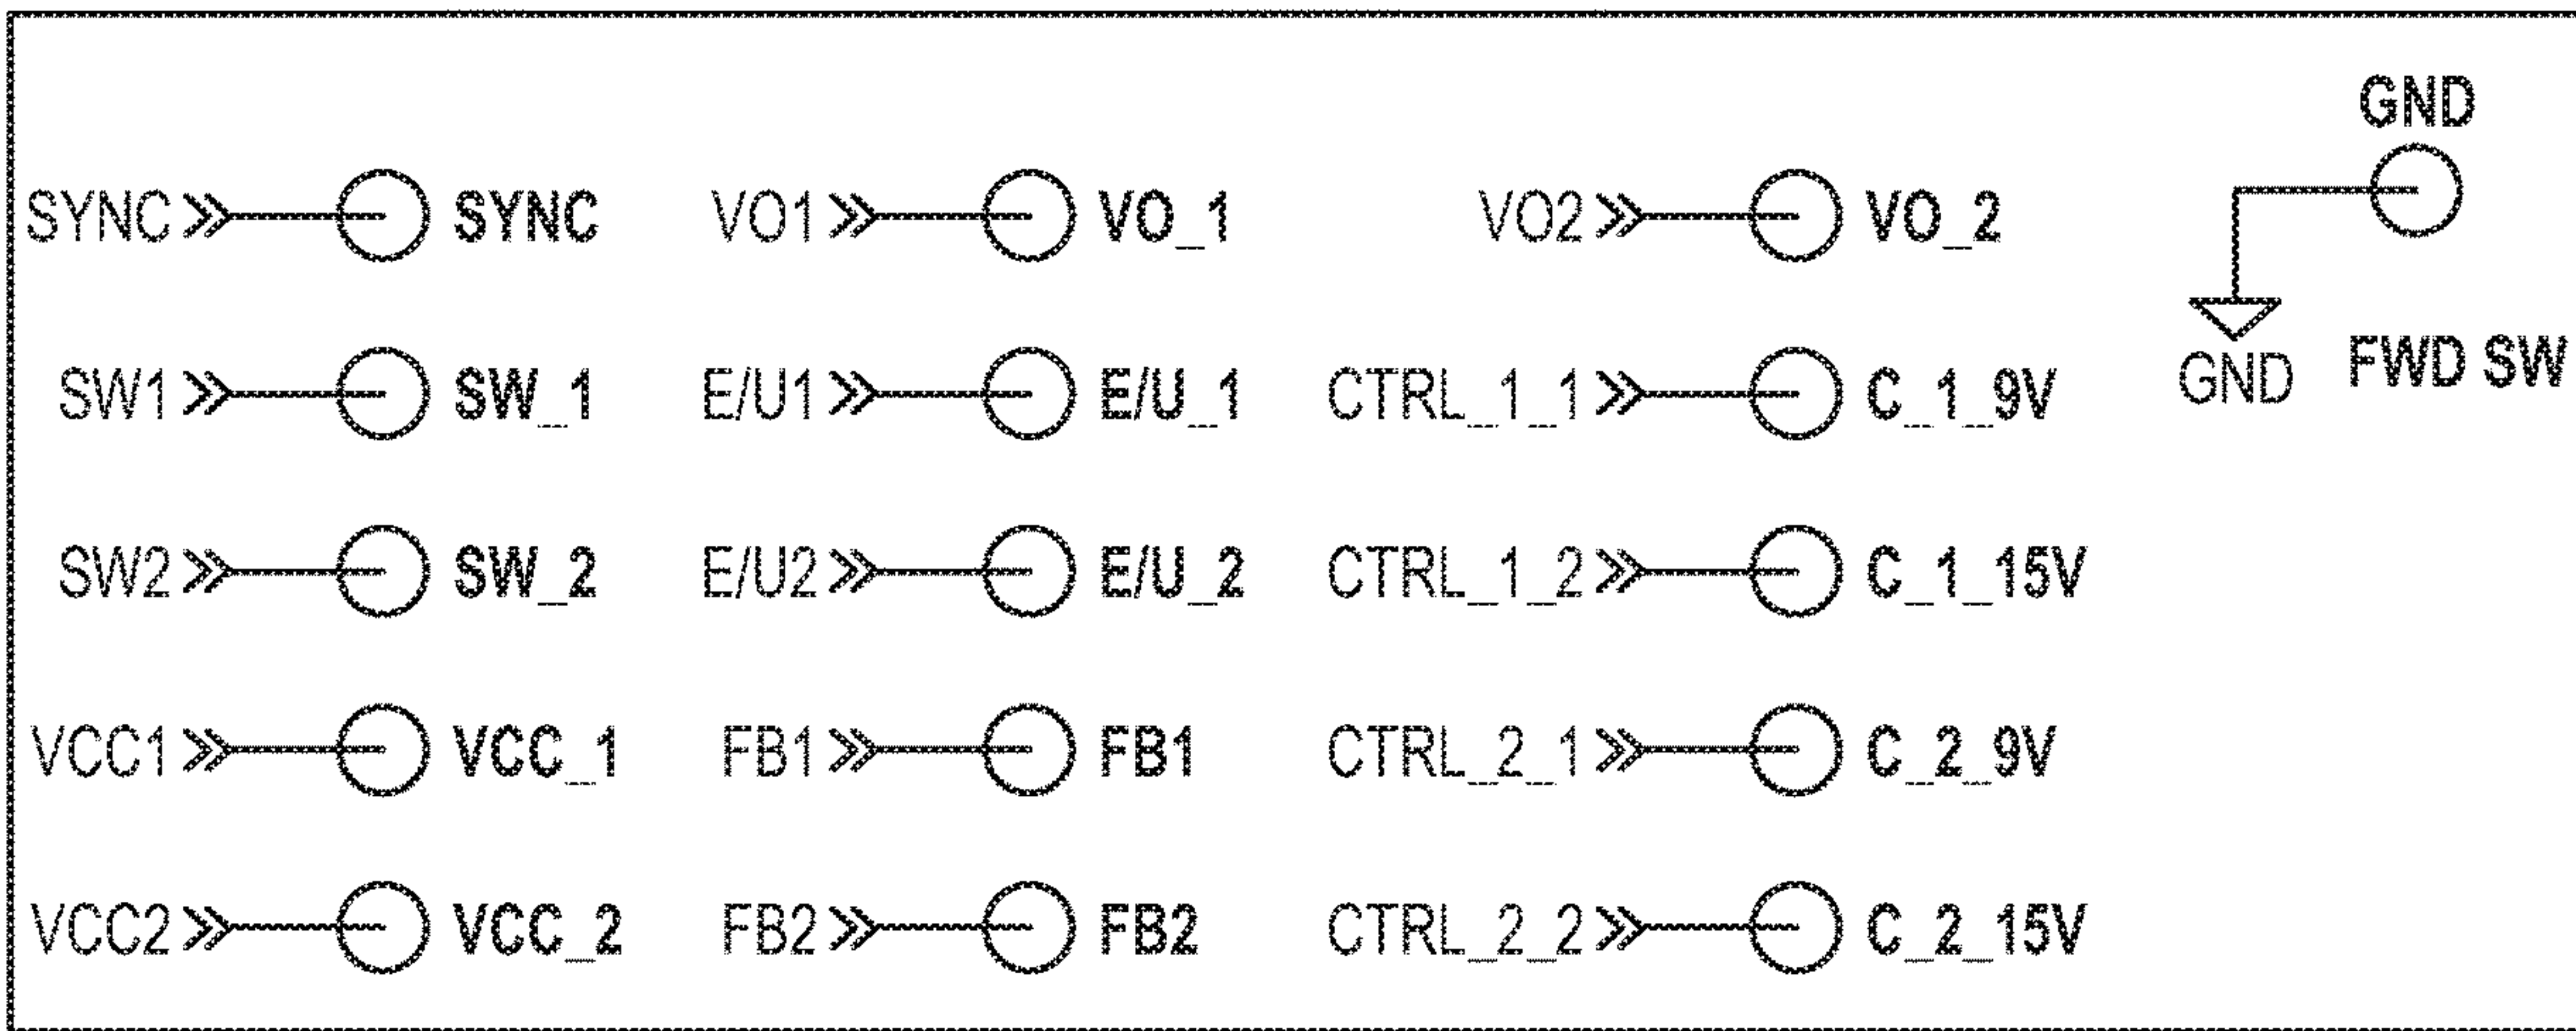 GND
SYNC SYNC VO1 VO_1 VO2 VO_2
SW1 SW_1 E/U1 E/U_1 CTRL_1_1 C_1_9V GND FWD SW
SW2 SW_2 E/U2 E/U_2 CTRL_1_2 C_1_15V
VCC1 VCC_1 FB1 FB1 CTRL_2_1 C_2_9V
VCC2 VCC_2 FB2 FB2 CTRL_2_2 C_2_15V